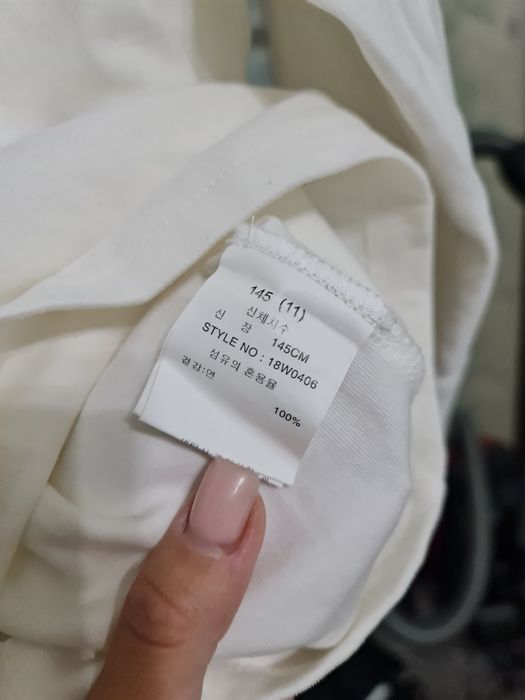 145 (11)
신체치수
신 장 145CM
STYLE NO : 18W0406
섬유의 혼용율
겉감:면 100%